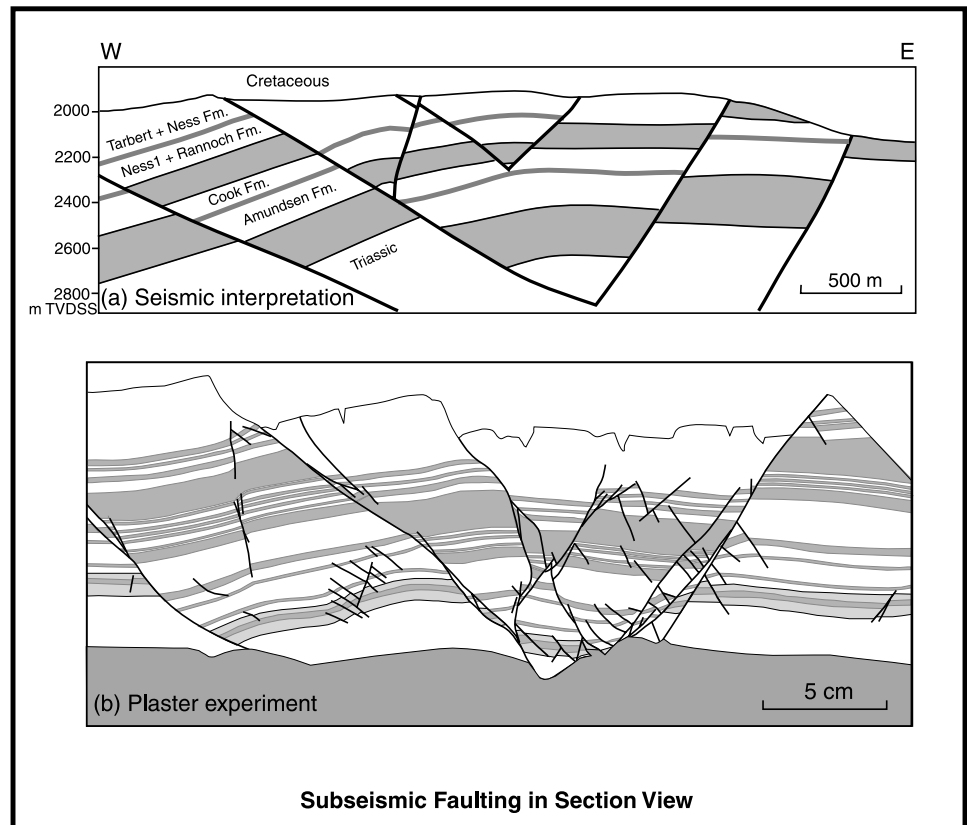 W
E
Cretaceous
2000
Tarbert + Ness Fm.
Ness1 + Rannoch Fm.
2200
Cook Fm.
2400
Amundsen Fm.
2600
Triassic
500 m
2800
(a) Seismic interpretation
m TVDSS
5 cm
(b) Plaster experiment
Subseismic Faulting in Section View